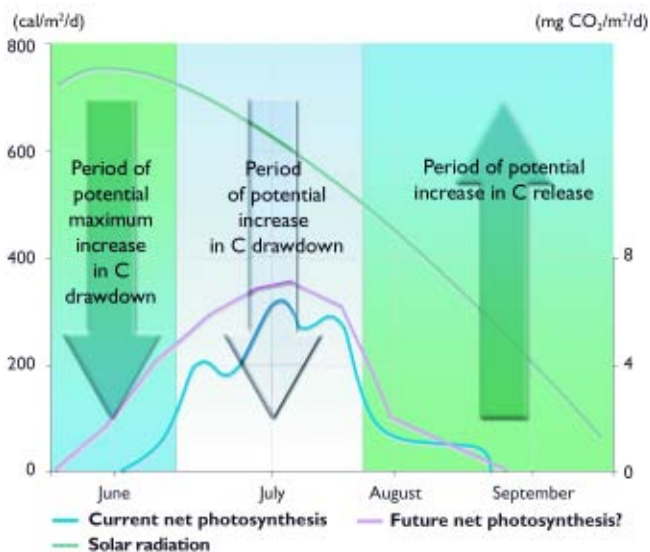 (cal/m²/d)
(mg CO₂/m²/d)
800
600
400
200
0
8
4
0
Period of
potential
maximum
increase
in C
drawdown
Period
of potential
increase
in C drawdown
Period of potential
increase in C release
June July August September
Current net photosynthesis
Future net photosynthesis?
Solar radiation